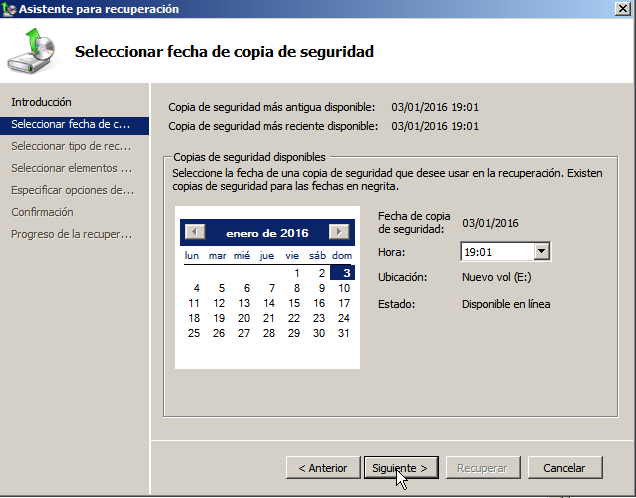 Asistente para recuperación
Seleccionar fecha de copia de seguridad
Introducción
Seleccionar fecha de c...
Seleccionar tipo de rec...
Seleccionar elementos ...
Especificar opciones de...
Confirmación
Progreso de la recuper...
Copia de seguridad más antigua disponible: 03/01/2016 19:01
Copia de seguridad más reciente disponible: 03/01/2016 19:01
Copias de seguridad disponibles
Seleccione la fecha de una copia de seguridad que desee usar en la recuperación. Existen
copias de seguridad para las fechas en negrita.
enero de 2016
lun mar mié jue vie sáb dom
1 2 3
4 5 6 7 8 9 10
11 12 13 14 15 16 17
18 19 20 21 22 23 24
25 26 27 28 29 30 31
Fecha de copia
de seguridad: 03/01/2016
Hora: 19:01
Ubicación: Nuevo vol (E:)
Estado: Disponible en línea
< Anterior Siguiente > Recuperar Cancelar